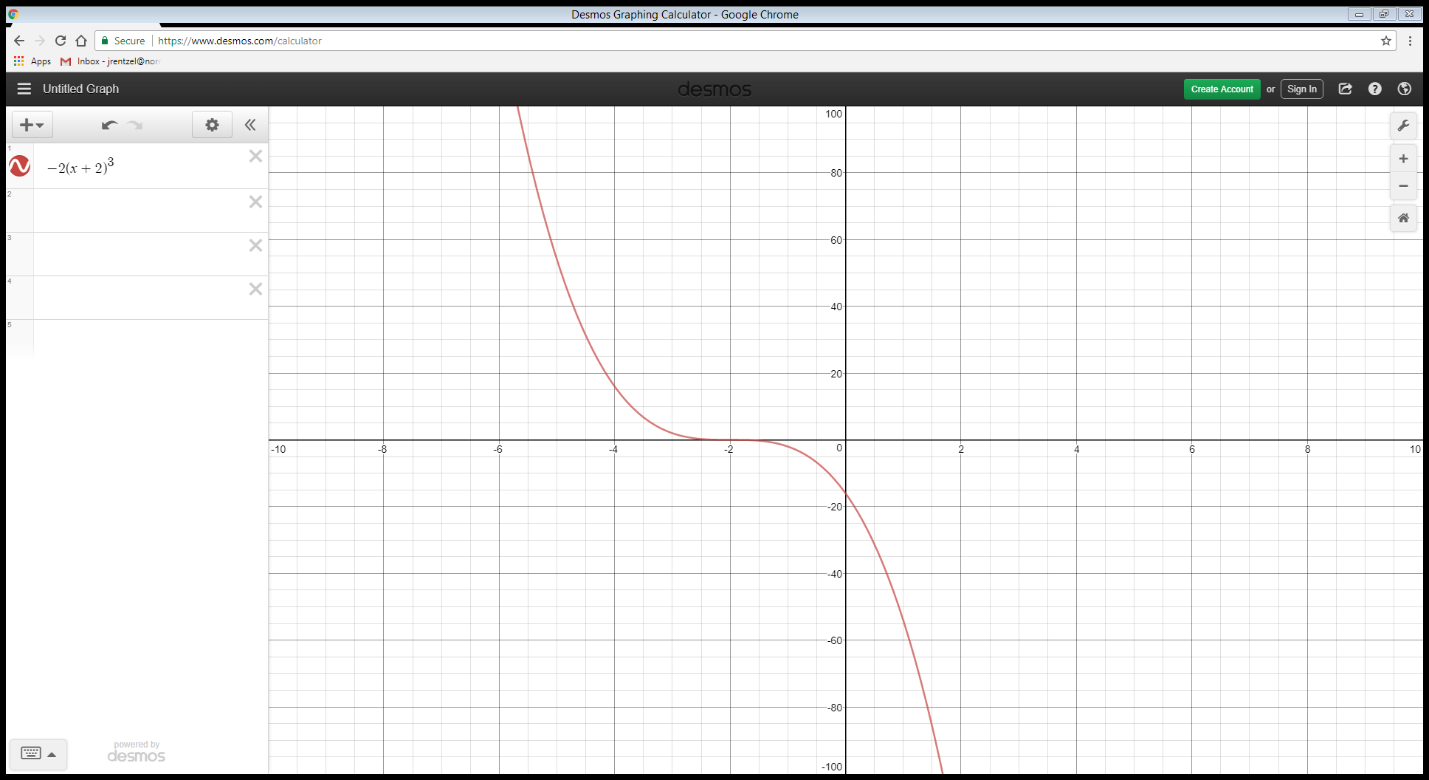 Desmos Graphing Calculator - Google Chrome
Secure | https://www.desmos.com/calculator
Apps Inbox - jrentzel@nor
Untitled Graph desmos Create Account or Sign In
1
−2(x + 2)³
2
3
4
5
100
80
60
40
20
-10 -8 -6 -4 -2 0 2 4 6 8 10
-20
-40
-60
-80
-100
powered by
desmos